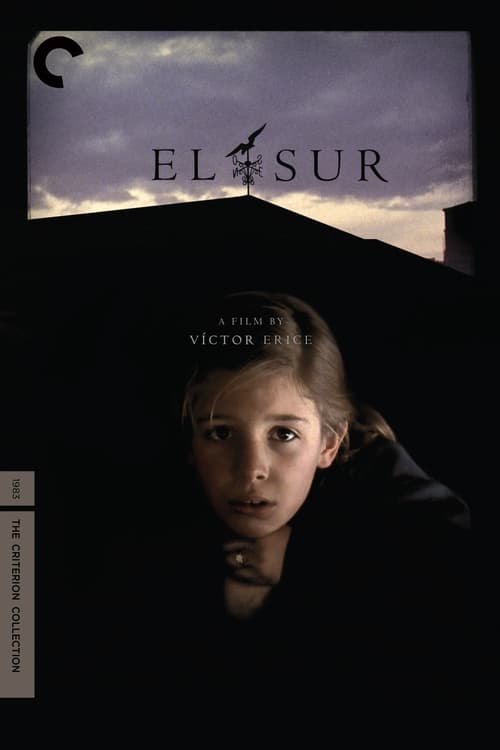 EL SUR
A FILM BY
VÍCTOR ERICE
1983
THE CRITERION COLLECTION